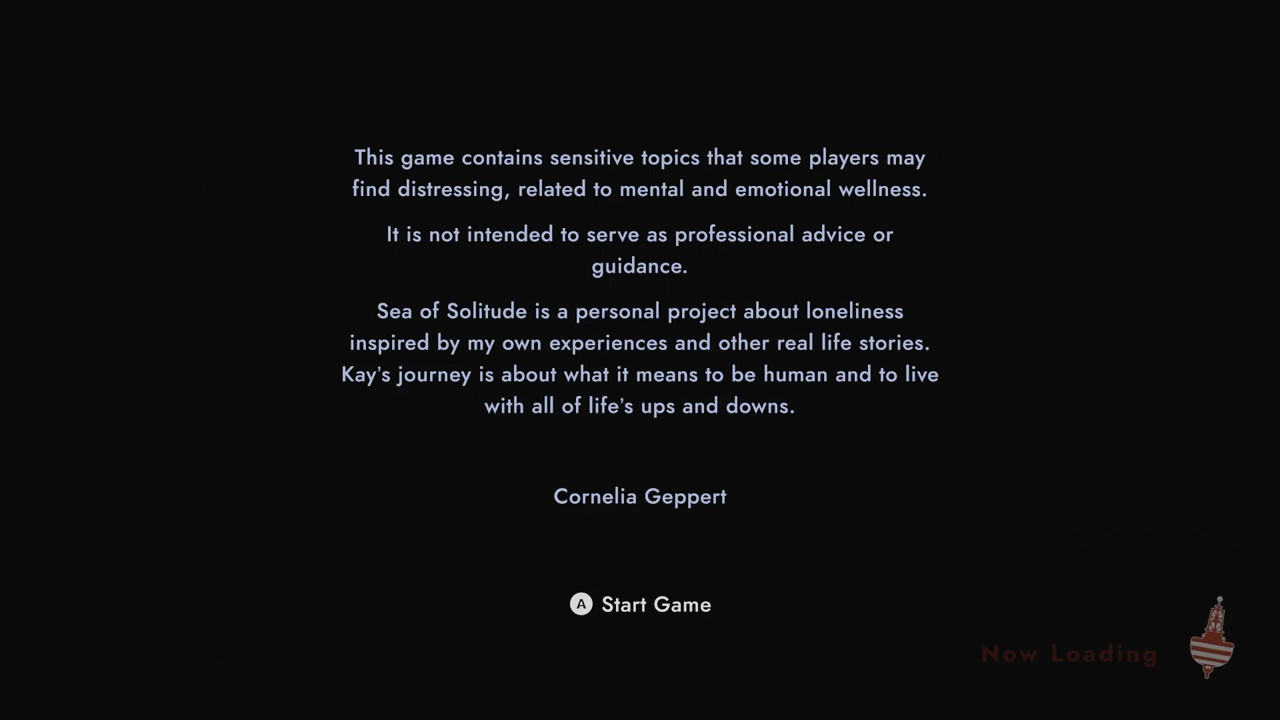 This game contains sensitive topics that some players may
find distressing, related to mental and emotional wellness.
It is not intended to serve as professional advice or
guidance.
Sea of Solitude is a personal project about loneliness
inspired by my own experiences and other real life stories.
Kay's journey is about what it means to be human and to live
with all of life's ups and downs.
Cornelia Geppert
A Start Game
Now Loading